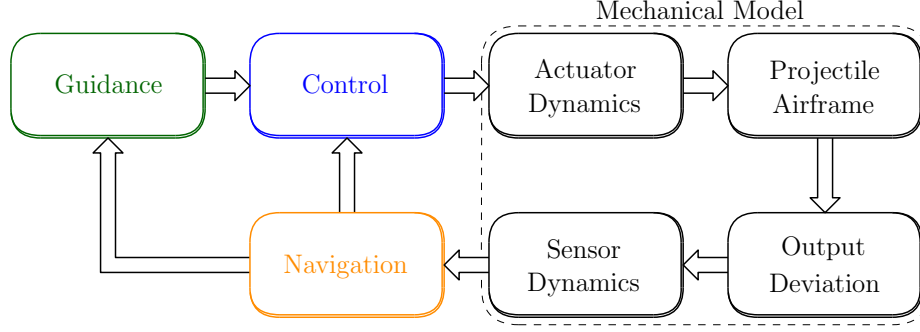 Mechanical Model
Guidance
Control
Actuator
Dynamics
Projectile
Airframe
Navigation
Sensor
Dynamics
Output
Deviation